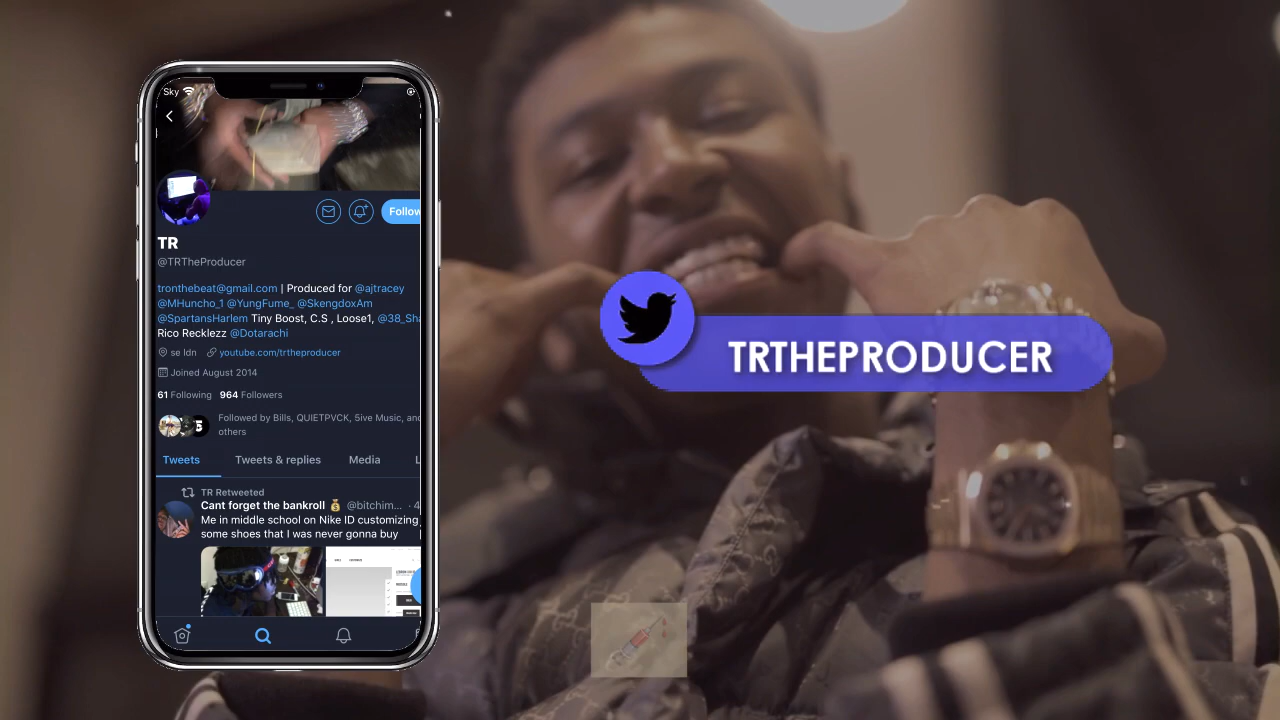 Sky
Follow
TR
@TRTheProducer
tronthebeat@gmail.com | Produced for @ajtracey
@MHuncho_1 @YungFume_ @SkengdoxAm
@SpartansHarlem Tiny Boost, C.S , Loose1, @38_Sha
Rico Recklezz @Dotarachi
se ldn youtube.com/trtheproducer
Joined August 2014
61 Following 964 Followers
Followed by Bills, QUIETPVCK, 5ive Music, and
others
Tweets Tweets & replies Media L
TR Retweeted
Cant forget the bankroll 💰 @bitchim... · 4
Me in middle school on Nike ID customizing
some shoes that I was never gonna buy
TRTHEPRODUCER